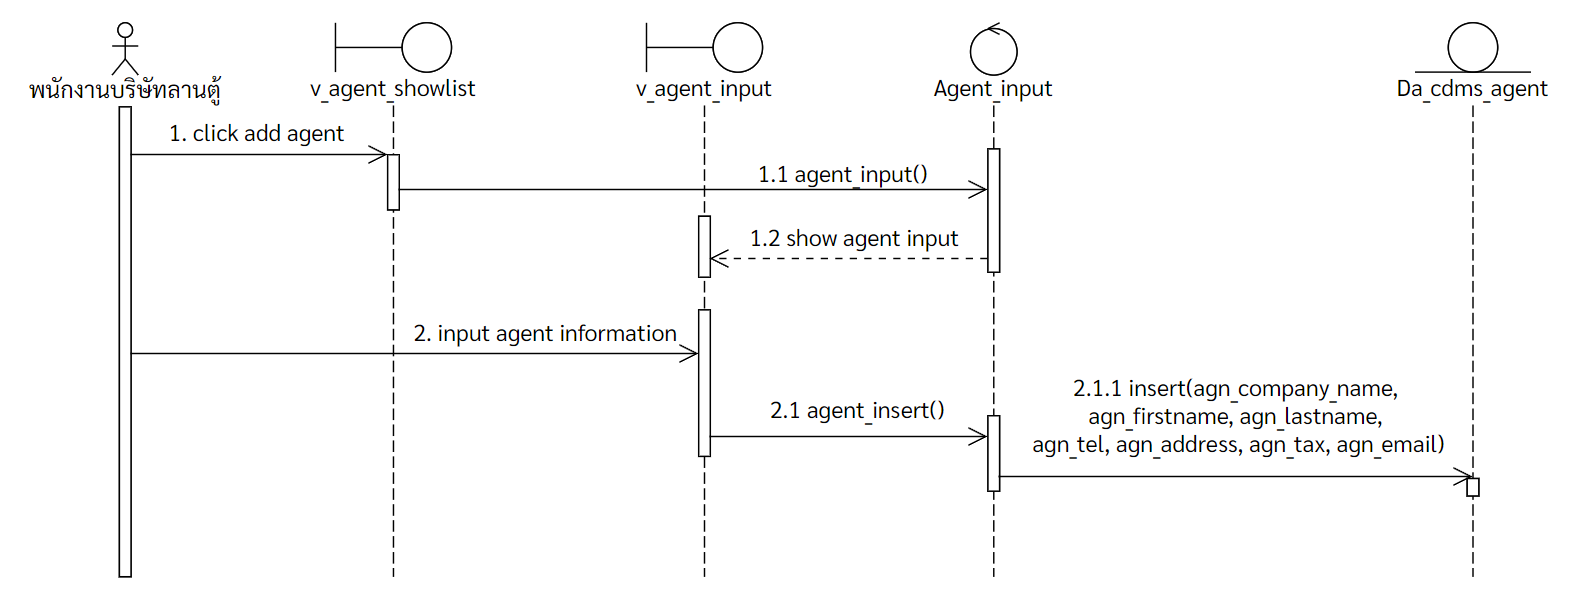 พนักงานบริษัทลานตู้
v_agent_showlist
v_agent_input
Agent_input
Da_cdms_agent
1. click add agent
1.1 agent_input()
1.2 show agent input
2. input agent information
2.1 agent_insert()
2.1.1 insert(agn_company_name,
agn_firstname, agn_lastname,
agn_tel, agn_address, agn_tax, agn_email)